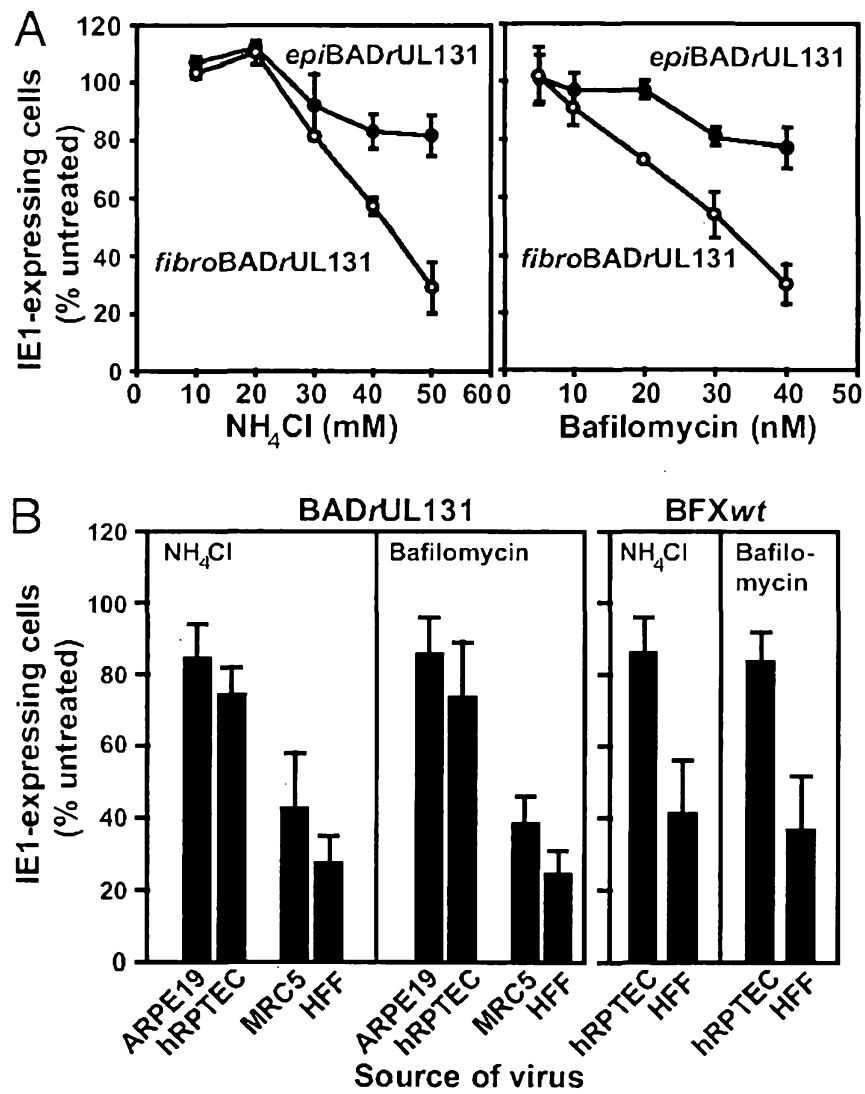 A
IE1-expressing cells
(% untreated)
120
100
80
60
40
20
0
epiBADrUL131
fibroBADrUL131
0 10 20 30 40 50 60
NH4Cl (mM)
epiBADrUL131
fibroBADrUL131
0 10 20 30 40 50
Bafilomycin (nM)
B
BADrUL131
BFXwt
IE1-expressing cells
(% untreated)
120
100
80
60
40
20
0
NH4Cl
Bafilomycin
NH4Cl
Bafilo-
mycin
ARPE19
hRPTEC
MRC5
HFF
ARPE19
hRPTEC
MRC5
HFF
hRPTEC
HFF
hRPTEC
HFF
Source of virus